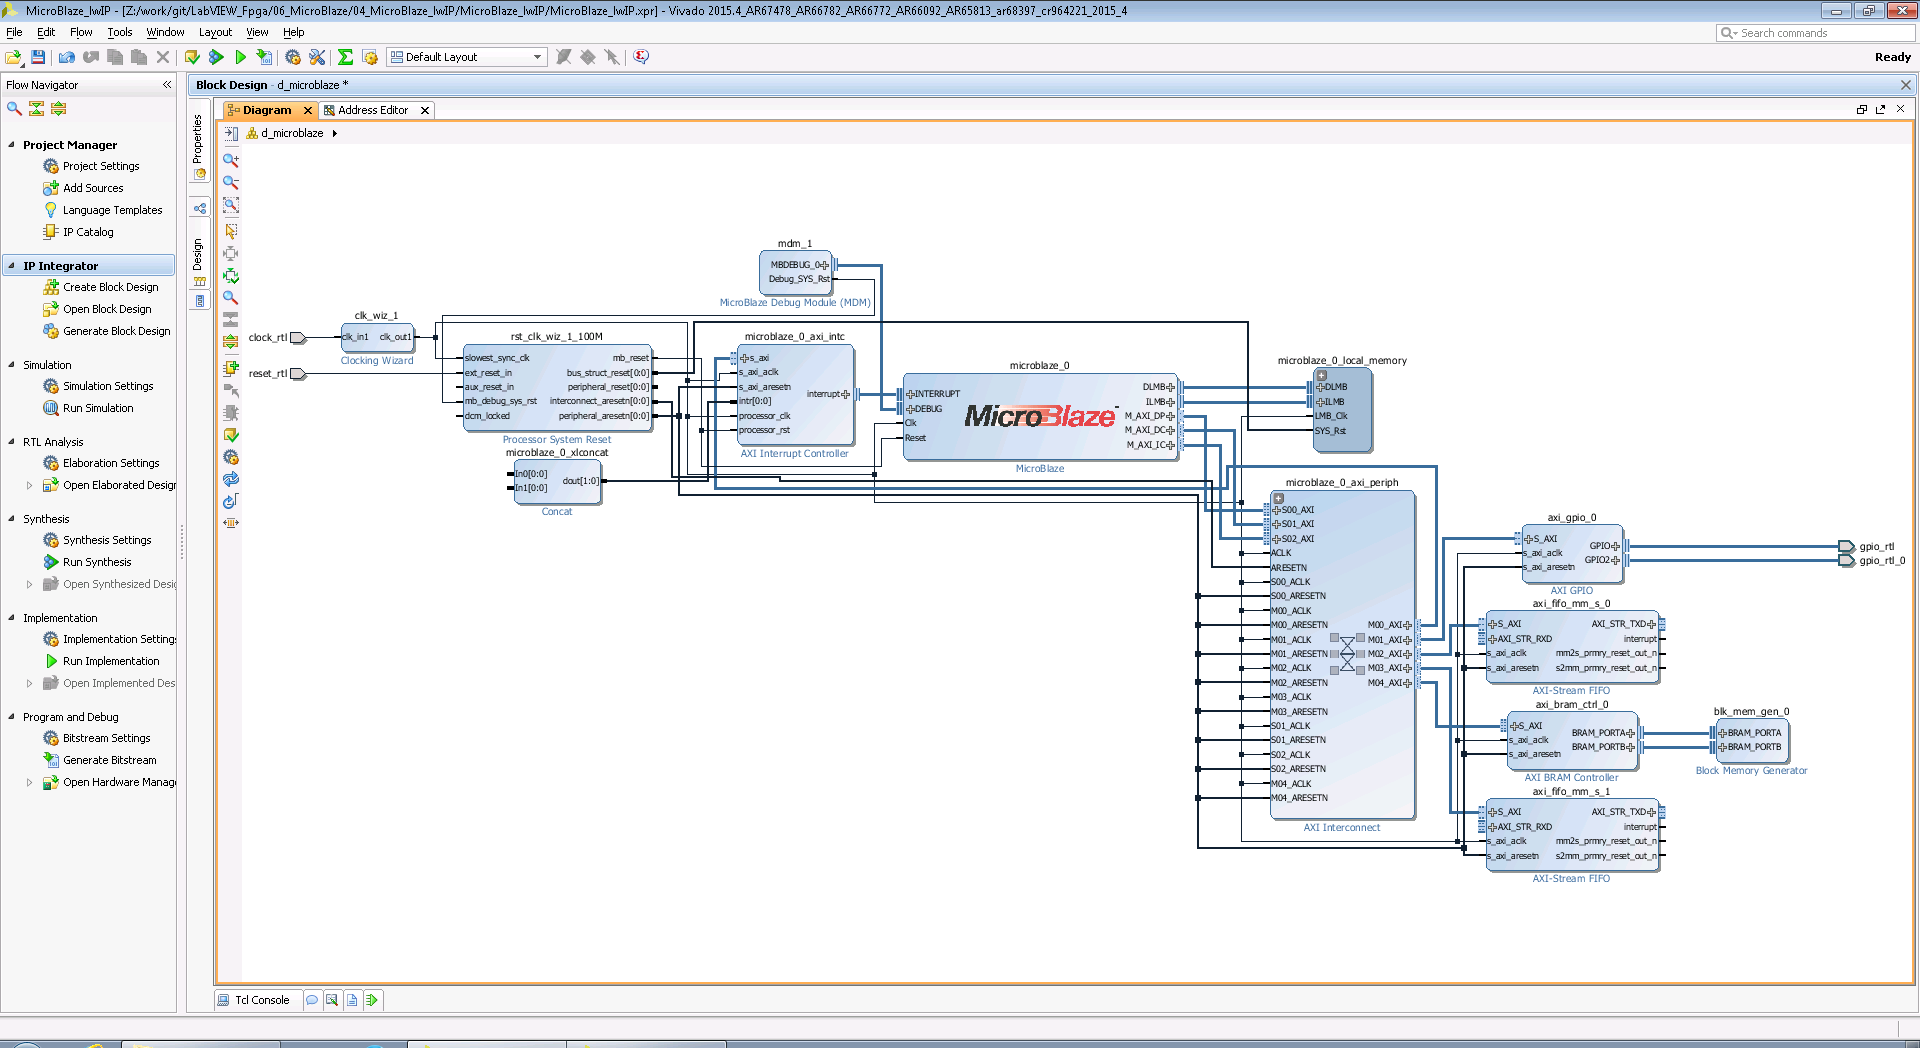 MicroBlaze_lwIP - [Z:/work/git/LabVIEW_Fpga/06_MicroBlaze/04_MicroBlaze_lwIP/MicroBlaze_lwIP/MicroBlaze_lwIP.xpr] - Vivado 2015.4_AR67478_AR66782_AR66772_AR66092_AR65813_ar68397_cr964221_2015_4
File Edit Flow Tools Window Layout View Help
Search commands
Default Layout
Ready
Flow Navigator
Project Manager
Project Settings
Add Sources
Language Templates
IP Catalog
IP Integrator
Create Block Design
Open Block Design
Generate Block Design
Simulation
Simulation Settings
Run Simulation
RTL Analysis
Elaboration Settings
Open Elaborated Design
Synthesis
Synthesis Settings
Run Synthesis
Open Synthesized Desig
Implementation
Implementation Settings
Run Implementation
Open Implemented Des
Program and Debug
Bitstream Settings
Generate Bitstream
Open Hardware Manag
Block Design - d_microblaze *
Properties
Design
Diagram
Address Editor
d_microblaze
clock_rtl
reset_rtl
clk_wiz_1
clk_in1 clk_out1
Clocking Wizard
rst_clk_wiz_1_100M
slowest_sync_clk mb_reset
ext_reset_in bus_struct_reset[0:0]
aux_reset_in peripheral_reset[0:0]
mb_debug_sys_rst interconnect_aresetn[0:0]
dcm_locked peripheral_aresetn[0:0]
Processor System Reset
microblaze_0_xlconcat
In0[0:0]
In1[0:0]
dout[1:0]
Concat
mdm_1
MBDEBUG_0
Debug_SYS_Rst
MicroBlaze Debug Module (MDM)
microblaze_0_axi_intc
s_axi
s_axi_aclk
s_axi_aresetn
intr[0:0]
processor_clk
processor_rst
interrupt
AXI Interrupt Controller
microblaze_0
INTERRUPT
DEBUG
Clk
Reset
MicroBlaze
DLMB
ILMB
M_AXI_DP
M_AXI_DC
M_AXI_IC
MicroBlaze
microblaze_0_local_memory
DLMB
ILMB
LMB_Clk
SYS_Rst
microblaze_0_axi_periph
S00_AXI
S01_AXI
S02_AXI
ACLK
ARESETN
S00_ACLK
S00_ARESETN
M00_ACLK
M00_ARESETN
M01_ACLK
M01_ARESETN
M02_ACLK
M02_ARESETN
M03_ACLK
M03_ARESETN
S01_ACLK
S01_ARESETN
S02_ACLK
S02_ARESETN
M04_ACLK
M04_ARESETN
M00_AXI
M01_AXI
M02_AXI
M03_AXI
M04_AXI
AXI Interconnect
axi_gpio_0
S_AXI
s_axi_aclk
s_axi_aresetn
GPIO
GPIO2
AXI GPIO
gpio_rtl
gpio_rtl_0
axi_fifo_mm_s_0
S_AXI AXI_STR_TXD
AXI_STR_RXD interrupt
s_axi_aclk mm2s_prmry_reset_out_n
s_axi_aresetn s2mm_prmry_reset_out_n
AXI-Stream FIFO
axi_bram_ctrl_0
S_AXI
s_axi_aclk
s_axi_aresetn
BRAM_PORTA
BRAM_PORTB
AXI BRAM Controller
blk_mem_gen_0
BRAM_PORTA
BRAM_PORTB
Block Memory Generator
axi_fifo_mm_s_1
S_AXI AXI_STR_TXD
AXI_STR_RXD interrupt
s_axi_aclk mm2s_prmry_reset_out_n
s_axi_aresetn s2mm_prmry_reset_out_n
AXI-Stream FIFO
Tcl Console